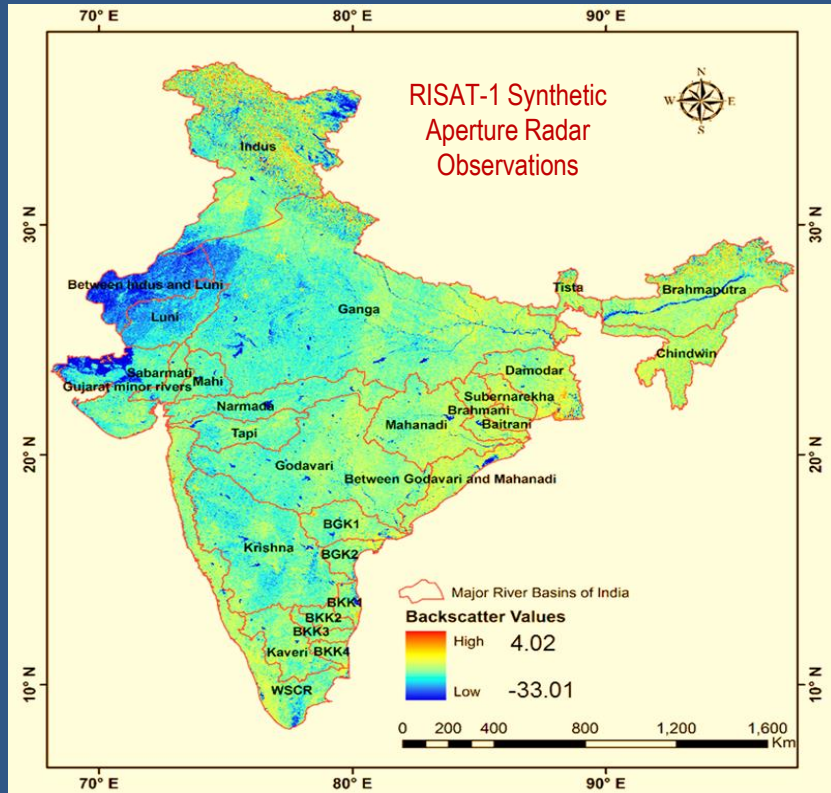 70° E
80° E
90° E
RISAT-1 Synthetic
Aperture Radar
Observations
N
W
E
S
Indus
30° N
30° N
Between Indus and Luni
Luni
Ganga
Tista
Brahmaputra
Chindwin
Sabarmati
Gujarat minor rivers
Mahi
Damodar
Subernarekha
Brahmani
Baitrani
Narmada
Mahanadi
Tapi
20° N
20° N
Godavari
Between Godavari and Mahanadi
BGK1
Krishna
BGK2
BKK1
BKK2
BKK3
Kaveri
BKK4
WSCR
Major River Basins of India
Backscatter Values
High 4.02
Low -33.01
10° N
10° N
0 200 400 800 1,200 1,600
Km
70° E
80° E
90° E